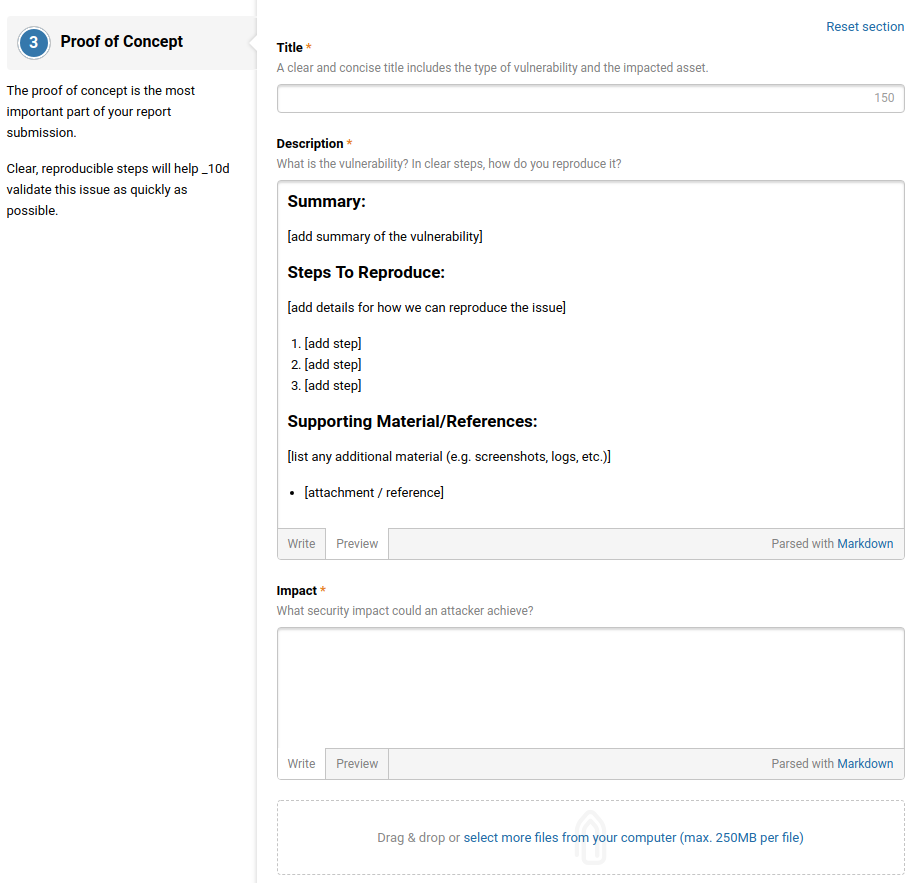 3 Proof of Concept
The proof of concept is the most
important part of your report
submission.
Clear, reproducible steps will help _10d
validate this issue as quickly as
possible.
Reset section
Title *
A clear and concise title includes the type of vulnerability and the impacted asset.
150
Description *
What is the vulnerability? In clear steps, how do you reproduce it?
Summary:
[add summary of the vulnerability]
Steps To Reproduce:
[add details for how we can reproduce the issue]
1. [add step]
2. [add step]
3. [add step]
Supporting Material/References:
[list any additional material (e.g. screenshots, logs, etc.)]
• [attachment / reference]
Write Preview Parsed with Markdown
Impact *
What security impact could an attacker achieve?
Write Preview Parsed with Markdown
Drag & drop or select more files from your computer (max. 250MB per file)